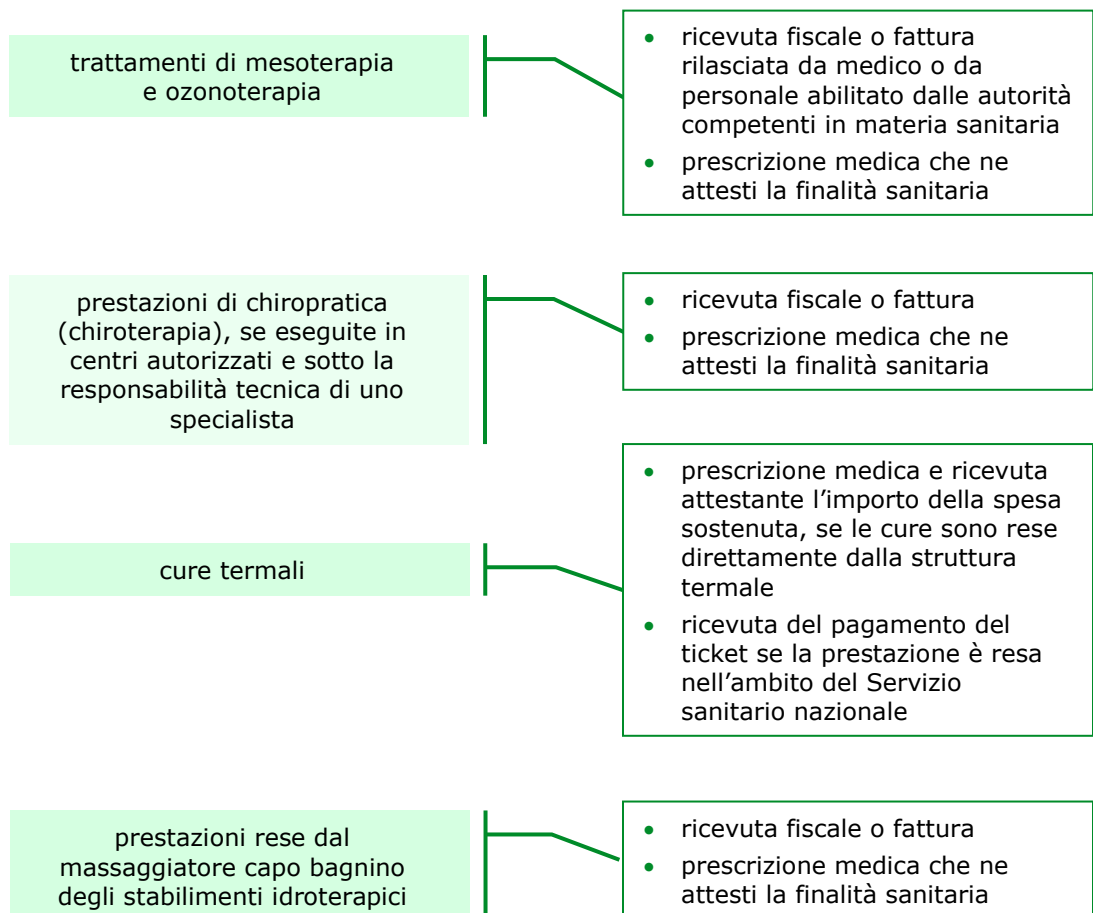 trattamenti di mesoterapia
e ozonoterapia
• ricevuta fiscale o fattura
rilasciata da medico o da
personale abilitato dalle autorità
competenti in materia sanitaria
• prescrizione medica che ne
attesti la finalità sanitaria
prestazioni di chiropratica
(chiroterapia), se eseguite in
centri autorizzati e sotto la
responsabilità tecnica di uno
specialista
• ricevuta fiscale o fattura
• prescrizione medica che ne
attesti la finalità sanitaria
cure termali
• prescrizione medica e ricevuta
attestante l’importo della spesa
sostenuta, se le cure sono rese
direttamente dalla struttura
termale
• ricevuta del pagamento del
ticket se la prestazione è resa
nell’ambito del Servizio
sanitario nazionale
prestazioni rese dal
massaggiatore capo bagnino
degli stabilimenti idroterapici
• ricevuta fiscale o fattura
• prescrizione medica che ne
attesti la finalità sanitaria